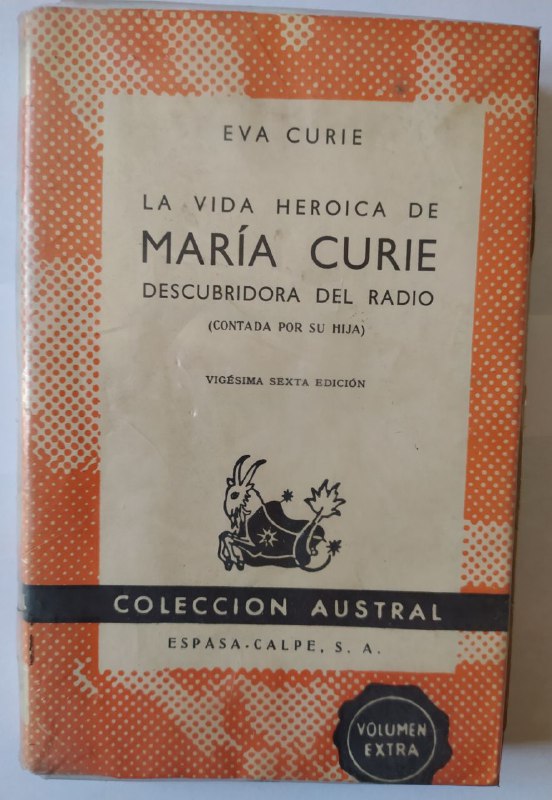 EVA CURIE
LA VIDA HEROICA DE
MARÍA CURIE
DESCUBRIDORA DEL RADIO
(CONTADA POR SU HIJA)
VIGÉSIMA SEXTA EDICIÓN
COLECCION AUSTRAL
ESPASA-CALPE, S. A.
VOLUMEN
EXTRA